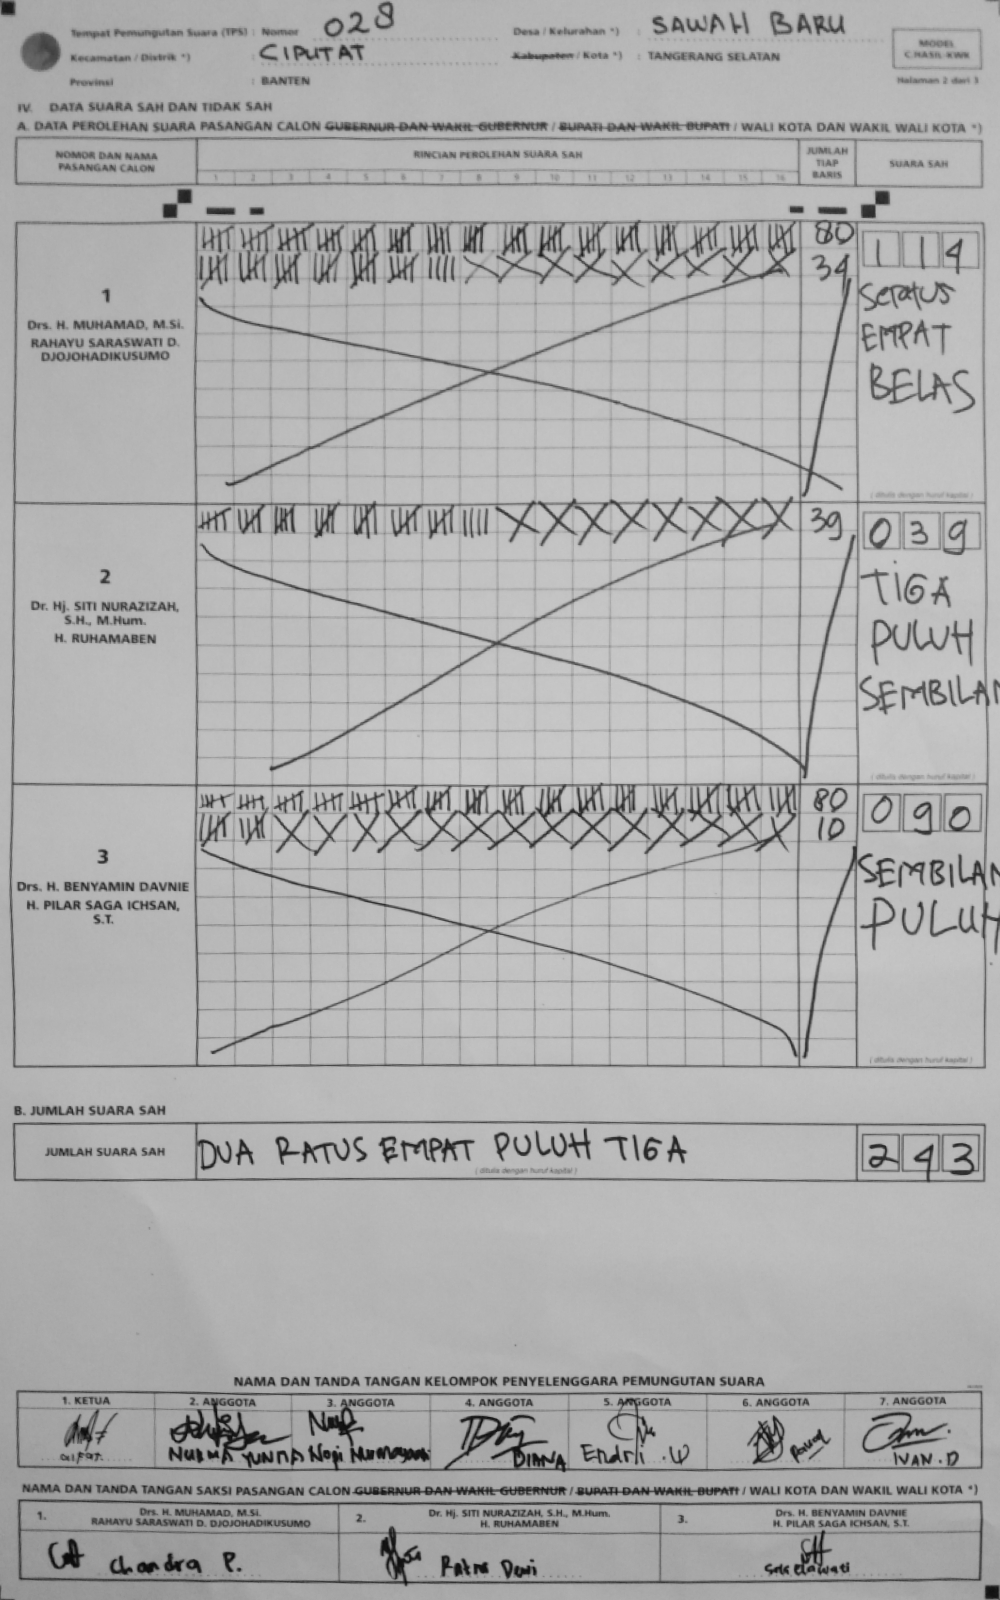 Tempat Pemungutan Suara (TPS) : Nomor 028 Desa / Kelurahan *) : SAWAH BARU
MODEL
C.HASIL-KWK
Kecamatan / Distrik *) : CIPUTAT Kabupaten / Kota *) : TANGERANG SELATAN
Halaman 2 dari 3
Provinsi : BANTEN
IV. DATA SUARA SAH DAN TIDAK SAH
A. DATA PEROLEHAN SUARA PASANGAN CALON GUBERNUR DAN WAKIL GUBERNUR / BUPATI DAN WAKIL BUPATI / WALI KOTA DAN WAKIL WALI KOTA *)
NOMOR DAN NAMA PASANGAN CALON
RINCIAN PEROLEHAN SUARA SAH
1 2 3 4 5 6 7 8 9 10 11 12 13 14 15 16
JUMLAH TIAP BARIS
SUARA SAH
1
Drs. H. MUHAMAD, M.Si.
RAHAYU SARASWATI D.
DJOJOHADIKUSUMO
80
34
1 1 4
SERATUS
EMPAT
BELAS
( ditulis dengan huruf kapital )
2
Dr. Hj. SITI NURAZIZAH,
S.H., M.Hum.
H. RUHAMABEN
39
0 3 9
TIGA
PULUH
SEMBILAN
( ditulis dengan huruf kapital )
3
Drs. H. BENYAMIN DAVNIE
H. PILAR SAGA ICHSAN,
S.T.
80
10
0 9 0
SEMBILAN
PULUH
( ditulis dengan huruf kapital )
B. JUMLAH SUARA SAH
JUMLAH SUARA SAH DUA RATUS EMPAT PULUH TIGA 2 4 3
( ditulis dengan huruf kapital )
NAMA DAN TANDA TANGAN KELOMPOK PENYELENGGARA PEMUNGUTAN SUARA
1. KETUA 2. ANGGOTA 3. ANGGOTA 4. ANGGOTA 5. ANGGOTA 6. ANGGOTA 7. ANGGOTA
DIANA Endrli . W IVAN . D
NAMA DAN TANDA TANGAN SAKSI PASANGAN CALON GUBERNUR DAN WAKIL GUBERNUR / BUPATI DAN WAKIL BUPATI / WALI KOTA DAN WAKIL WALI KOTA *)
1. Drs. H. MUHAMAD, M.Si.
RAHAYU SARASWATI D. DJOJOHADIKUSUMO
2. Dr. Hj. SITI NURAZIZAH, S.H., M.Hum.
H. RUHAMABEN
3. Drs. H. BENYAMIN DAVNIE
H. PILAR SAGA ICHSAN, S.T.
Chandra P.
Ratna Dewi